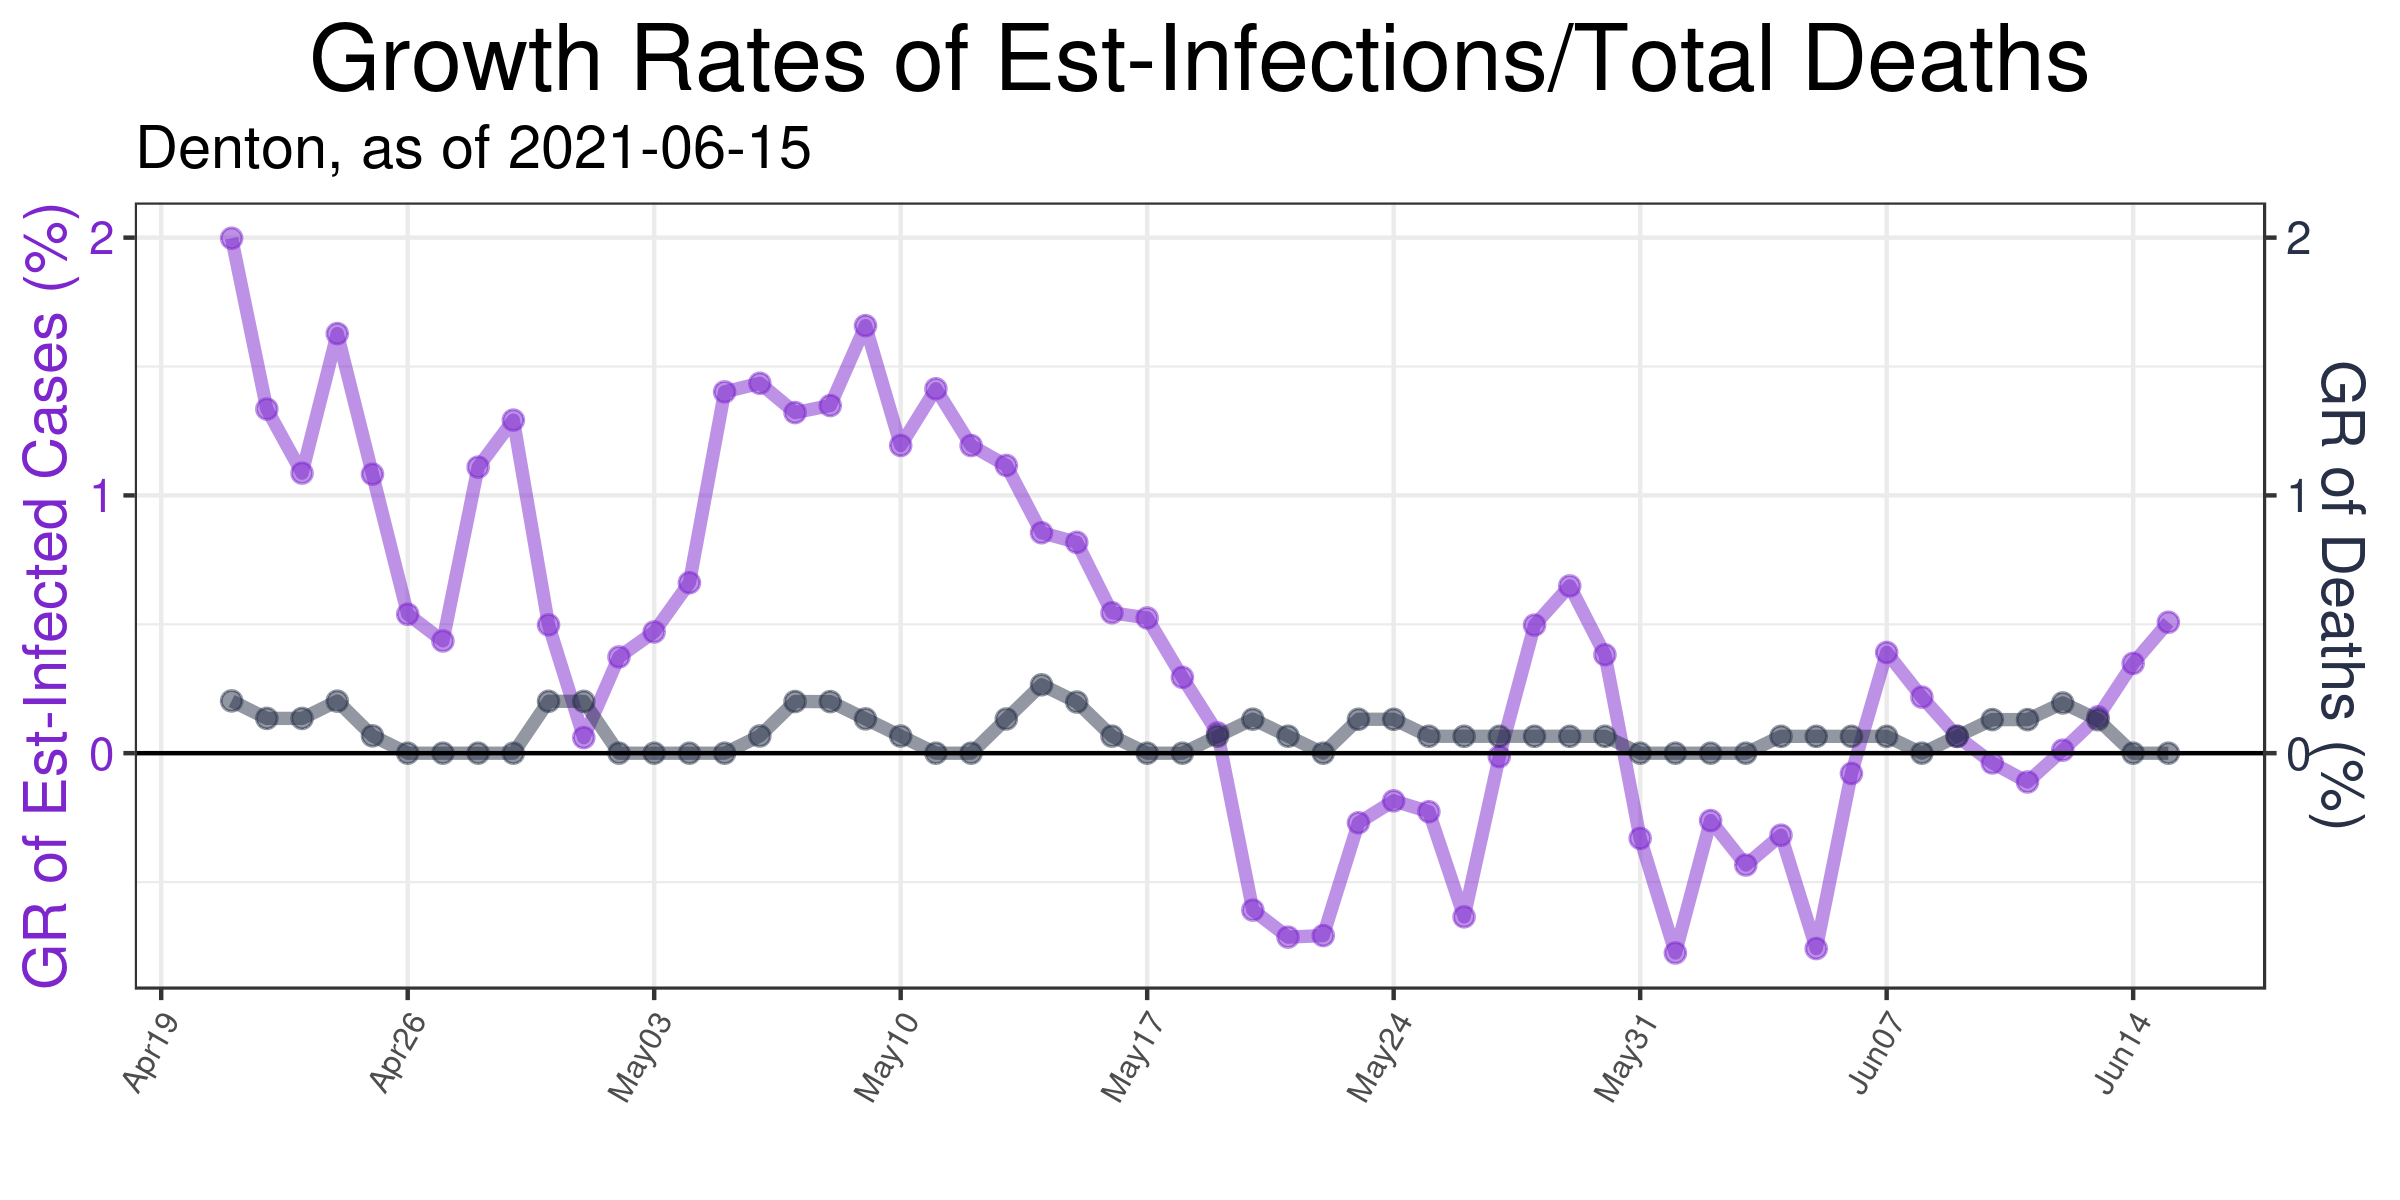 Growth Rates of Est-Infections/Total Deaths
Denton, as of 2021-06-15
GR of Est-Infected Cases (%)
2
1
0
2
1
0
GR of Deaths (%)
Apr19
Apr26
May03
May10
May17
May24
May31
Jun07
Jun14